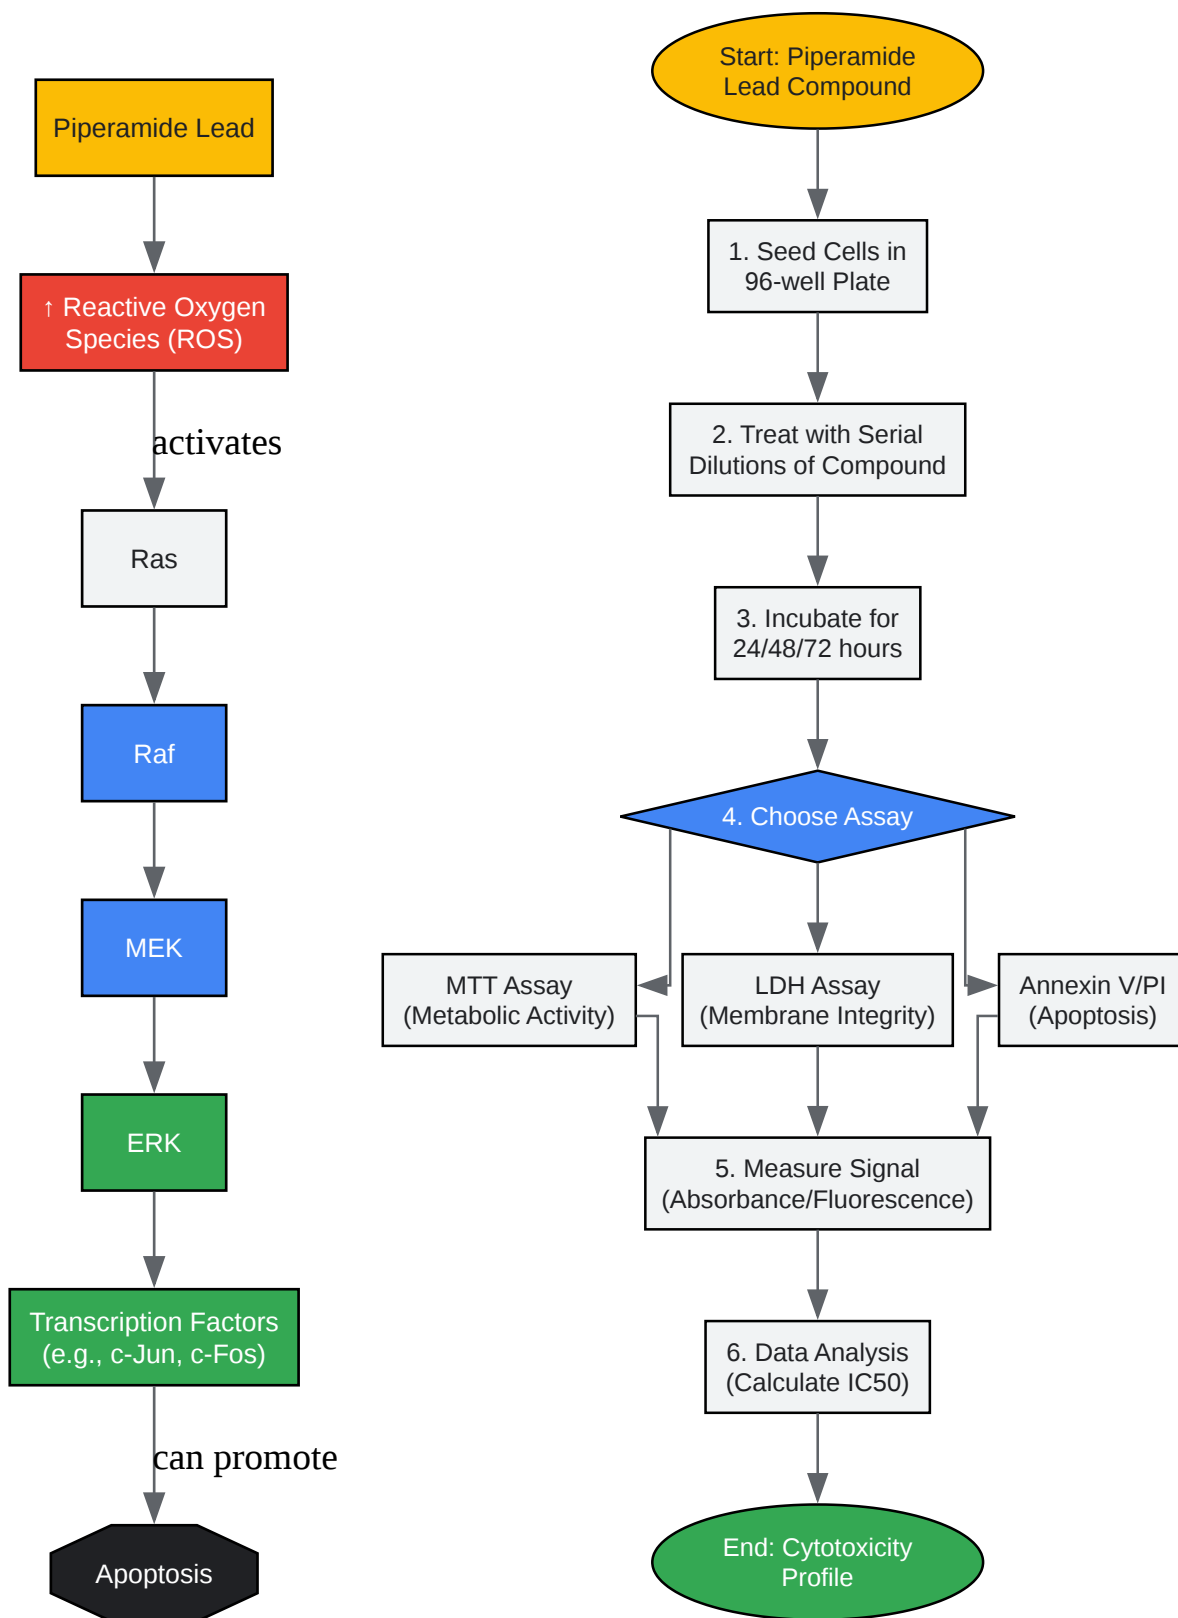 Piperamide Lead
↑ Reactive Oxygen
Species (ROS)
activates
Ras
Raf
MEK
ERK
Transcription Factors
(e.g., c-Jun, c-Fos)
can promote
Apoptosis
Start: Piperamide
Lead Compound
1. Seed Cells in
96-well Plate
2. Treat with Serial
Dilutions of Compound
3. Incubate for
24/48/72 hours
4. Choose Assay
MTT Assay
(Metabolic Activity)
LDH Assay
(Membrane Integrity)
Annexin V/PI
(Apoptosis)
5. Measure Signal
(Absorbance/Fluorescence)
6. Data Analysis
(Calculate IC50)
End: Cytotoxicity
Profile